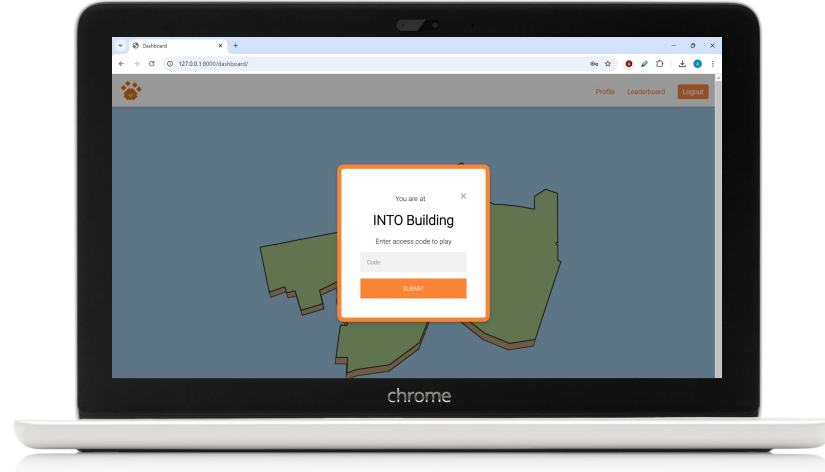 Dashboard
127.0.0.1:8000/dashboard/
Profile Leaderboard Logout
You are at
INTO Building
Enter access code to play
Code
SUBMIT
chrome